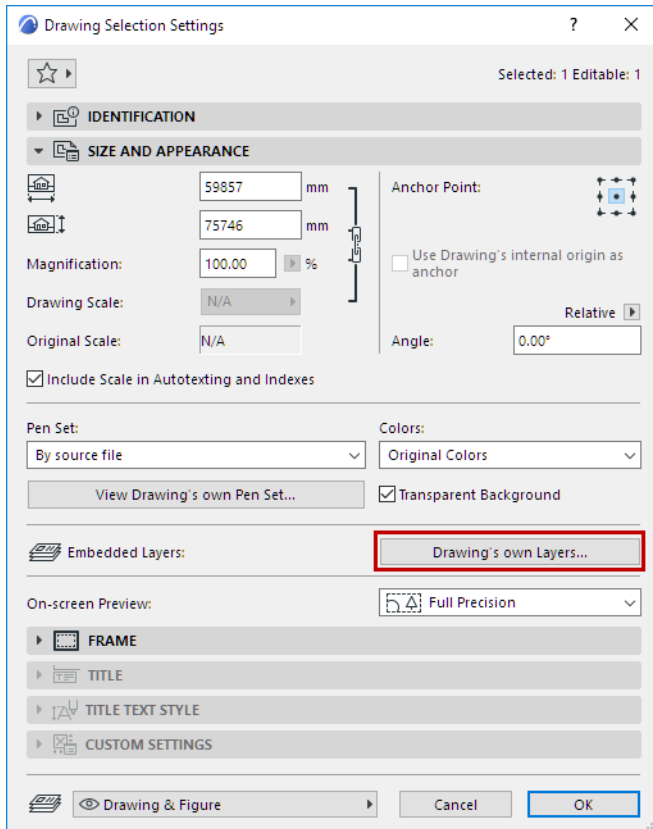 Drawing Selection Settings ?
Selected: 1 Editable: 1
IDENTIFICATION
SIZE AND APPEARANCE
59857 mm
75746 mm
Magnification: 100.00 %
Drawing Scale: N/A
Original Scale: N/A
Anchor Point:
Use Drawing's internal origin as
anchor
Relative
Angle: 0.00°
Include Scale in Autotexting and Indexes
Pen Set:
By source file
View Drawing's own Pen Set...
Colors:
Original Colors
Transparent Background
Embedded Layers: Drawing's own Layers...
On-screen Preview: Full Precision
FRAME
TITLE
TITLE TEXT STYLE
CUSTOM SETTINGS
Drawing & Figure Cancel OK